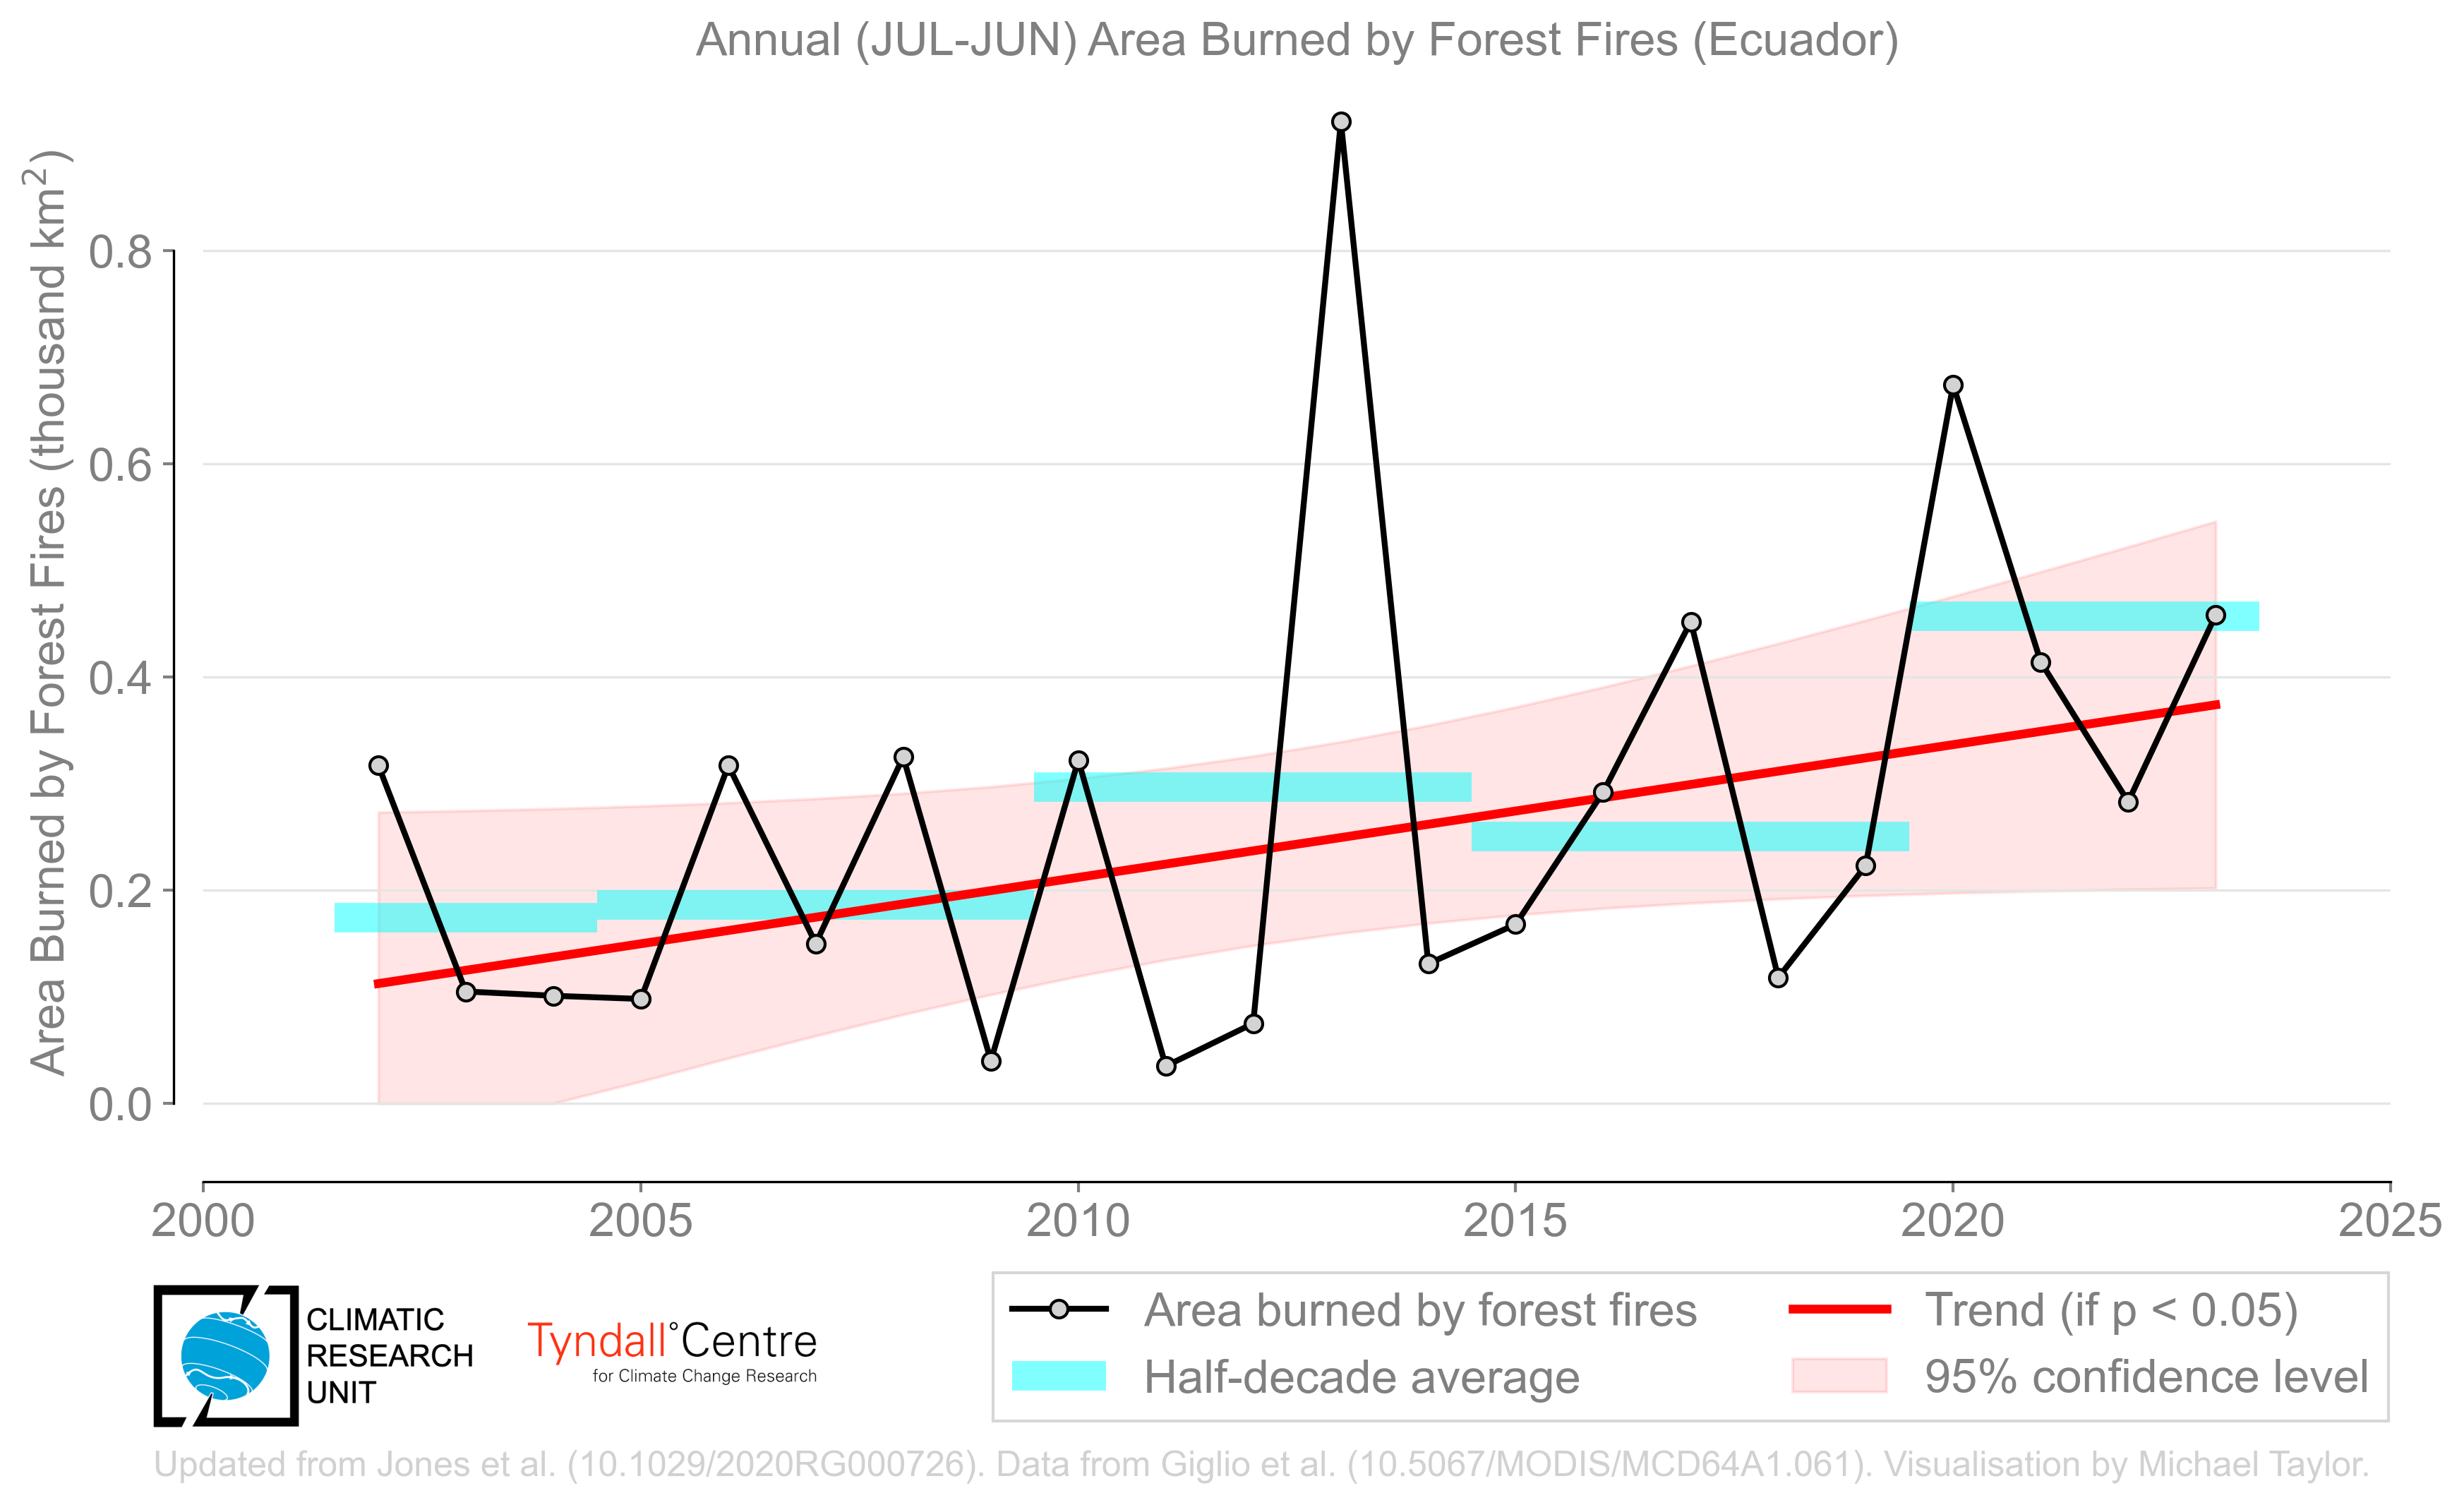 Annual (JUL-JUN) Area Burned by Forest Fires (Ecuador)
Area Burned by Forest Fires (thousand km²)
0.8
0.6
0.4
0.2
0.0
2000 2005 2010 2015 2020 2025
CLIMATIC
RESEARCH
UNIT
Tyndall°Centre
for Climate Change Research
Area burned by forest fires
Half-decade average
Trend (if p < 0.05)
95% confidence level
Updated from Jones et al. (10.1029/2020RG000726). Data from Giglio et al. (10.5067/MODIS/MCD64A1.061). Visualisation by Michael Taylor.